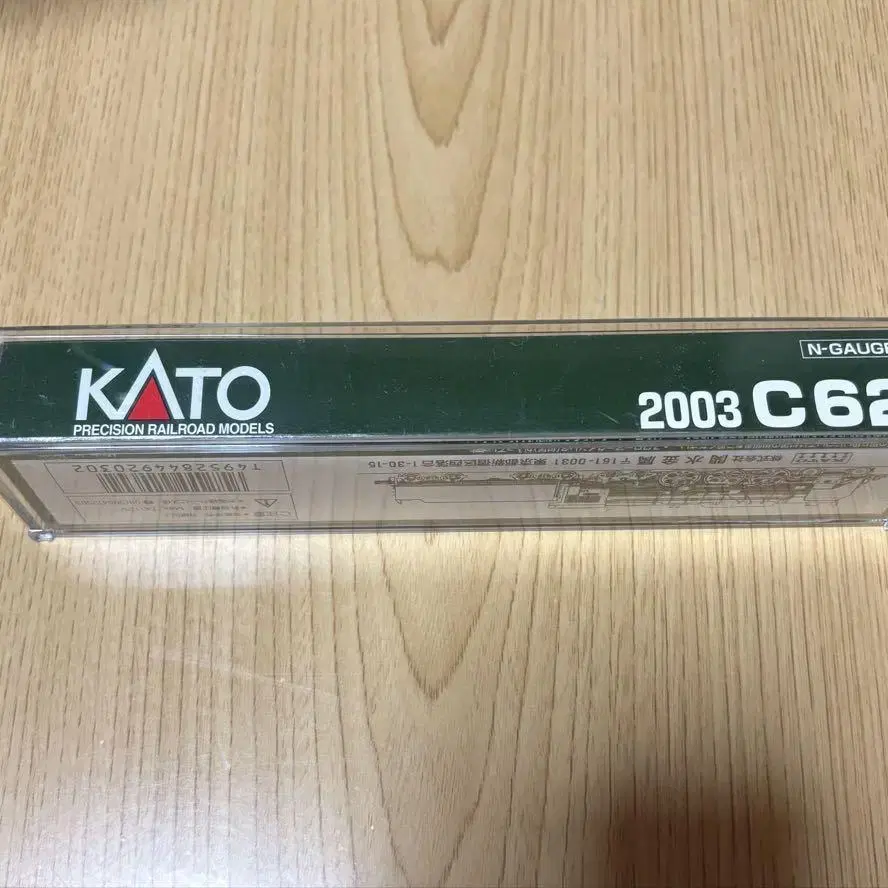 N-GAUGE
KATO
PRECISION RAILROAD MODELS
2003 C62
T4952844920302
株式会社 関水金属 〒161-0031 東京都新宿区西落合1-30-15